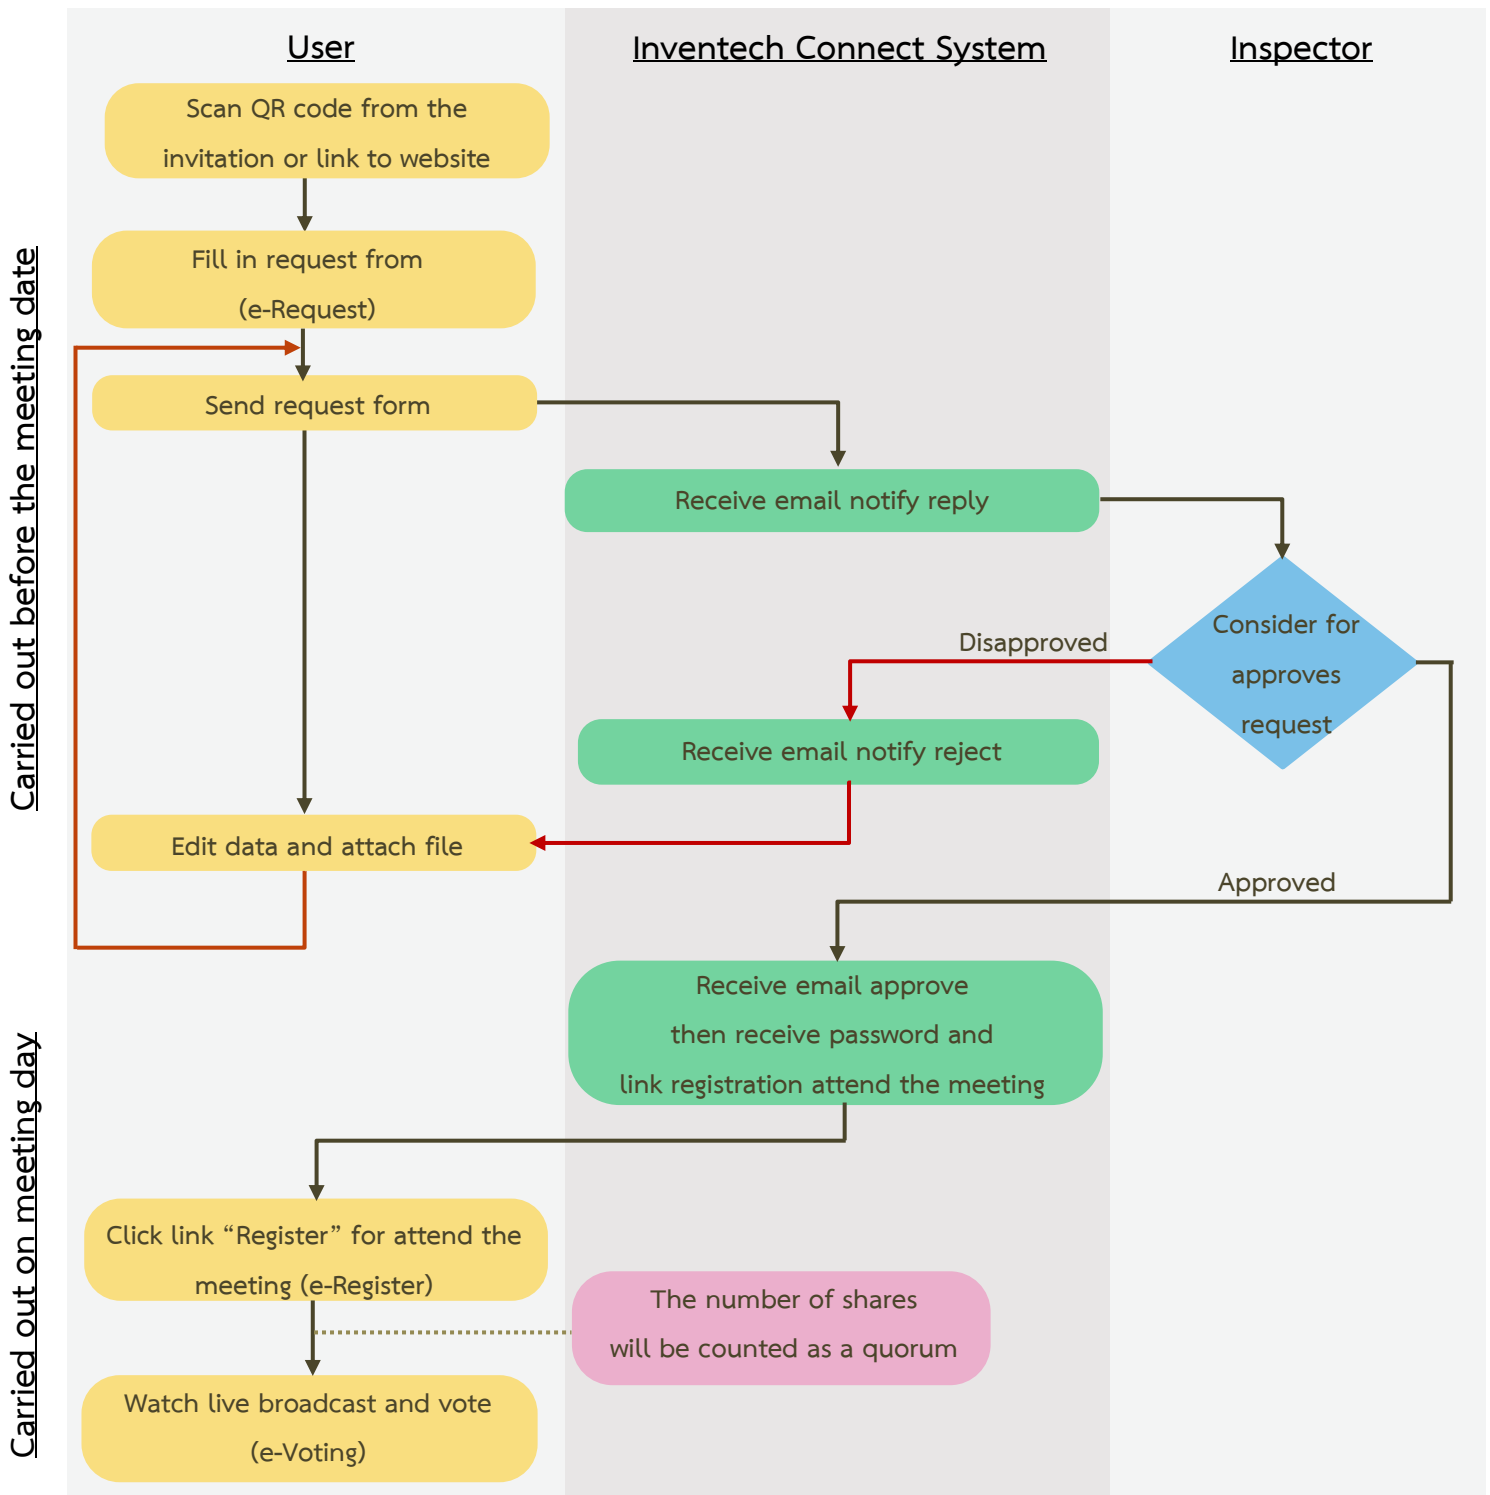 User
Inventech Connect System
Inspector
Scan QR code from the
invitation or link to website
Carried out before the meeting date
Fill in request from
(e-Request)
Send request form
Receive email notify reply
Consider for
approves
request
Disapproved
Receive email notify reject
Edit data and attach file
Approved
Receive email approve
then receive password and
link registration attend the meeting
Carried out on meeting day
Click link “Register” for attend the
meeting (e-Register)
The number of shares
will be counted as a quorum
Watch live broadcast and vote
(e-Voting)